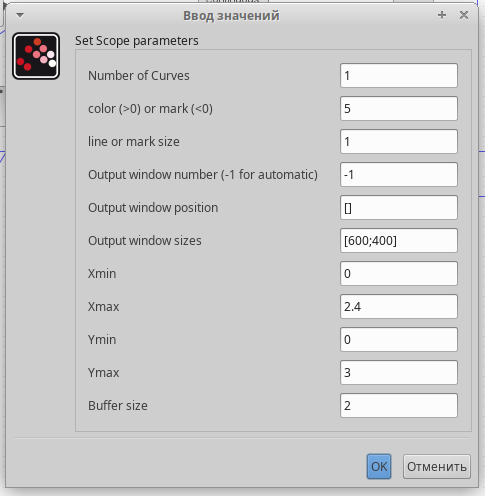 Ввод значений
Set Scope parameters
Number of Curves 1
color (>0) or mark (<0) 5
line or mark size 1
Output window number (-1 for automatic) -1
Output window position []
Output window sizes [600;400]
Xmin 0
Xmax 2.4
Ymin 0
Ymax 3
Buffer size 2
OK Отменить